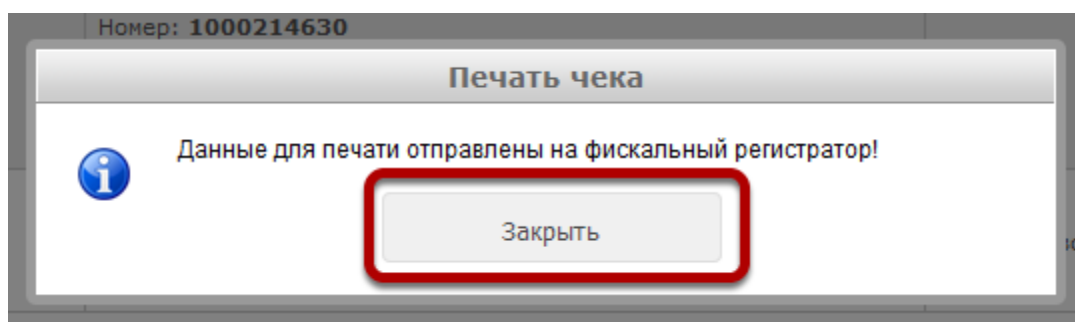 Номер: 1000214630
Печать чека
Данные для печати отправлены на фискальный регистратор!
Закрыть